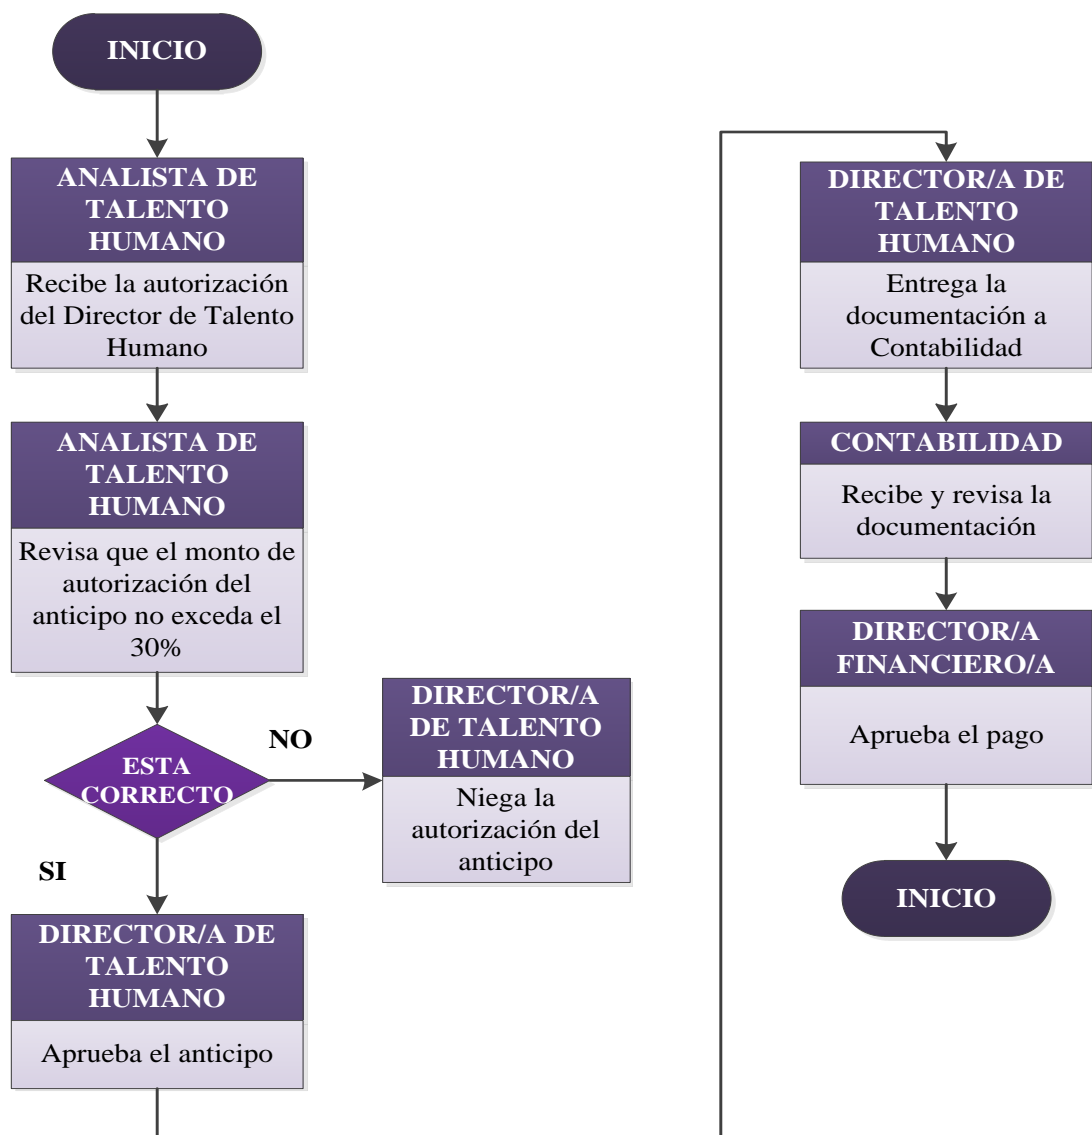 INICIO
ANALISTA DE
TALENTO
HUMANO
Recibe la autorización
del Director de Talento
Humano
ANALISTA DE
TALENTO
HUMANO
Revisa que el monto de
autorización del
anticipo no exceda el
30%
ESTA
CORRECTO
NO
DIRECTOR/A
DE TALENTO
HUMANO
Niega la
autorización del
anticipo
SI
DIRECTOR/A DE
TALENTO
HUMANO
Aprueba el anticipo
DIRECTOR/A DE
TALENTO
HUMANO
Entrega la
documentación a
Contabilidad
CONTABILIDAD
Recibe y revisa la
documentación
DIRECTOR/A
FINANCIERO/A
Aprueba el pago
INICIO